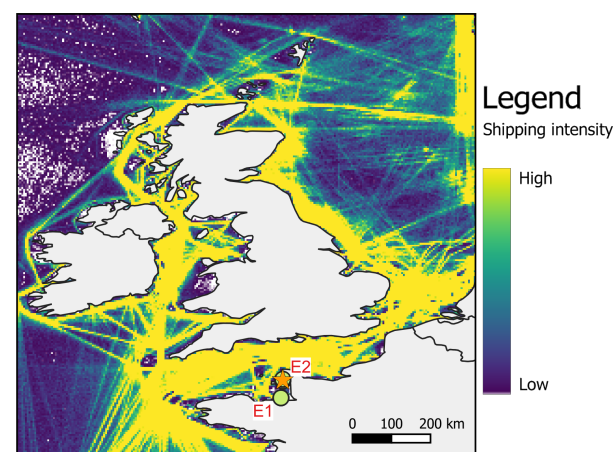 Legend
Shipping intensity
High
Low
E2
E1
0 100 200 km